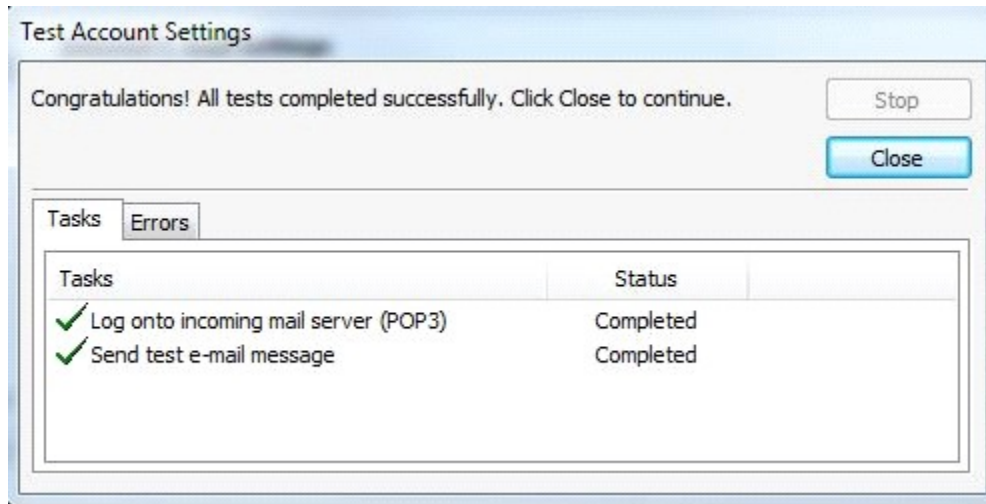 Test Account Settings
Congratulations! All tests completed successfully. Click Close to continue.
Stop
Close
Tasks Errors
Tasks Status
Log onto incoming mail server (POP3) Completed
Send test e-mail message Completed